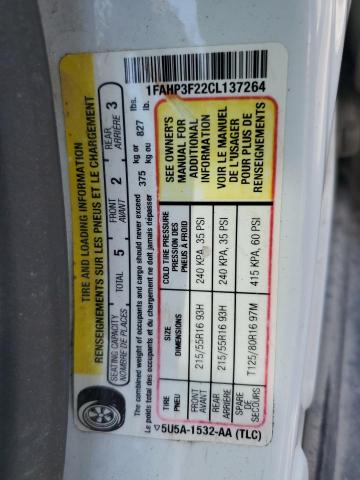 1FAHP3F22CL137264
TIRE AND LOADING INFORMATION
RENSEIGNEMENTS SUR LES PNEUS ET LE CHARGEMENT
SEATING CAPACITY
NOMBRE DE PLACES
TOTAL 5
FRONT
AVANT 2
REAR
ARRIÈRE 3
The combined weight of occupants and cargo should never exceed
Le poids total des occupants et du chargement ne doit jamais dépasser
375 kg or 827 lbs.
kg ou lb.
TIRE
PNEU
SIZE
DIMENSIONS
COLD TIRE PRESSURE
PRESSION DES
PNEUS À FROID
FRONT
AVANT
215/55R16 93H
240 KPA, 35 PSI
REAR
ARRIÈRE
215/55R16 93H
240 KPA, 35 PSI
SPARE
DE
SECOURS
T125/80R16 97M
415 KPA, 60 PSI
SEE OWNER'S
MANUAL FOR
ADDITIONAL
INFORMATION
VOIR LE MANUEL
DE L'USAGER
POUR PLUS DE
RENSEIGNEMENTS
▽5U5A-1532-AA (TLC)